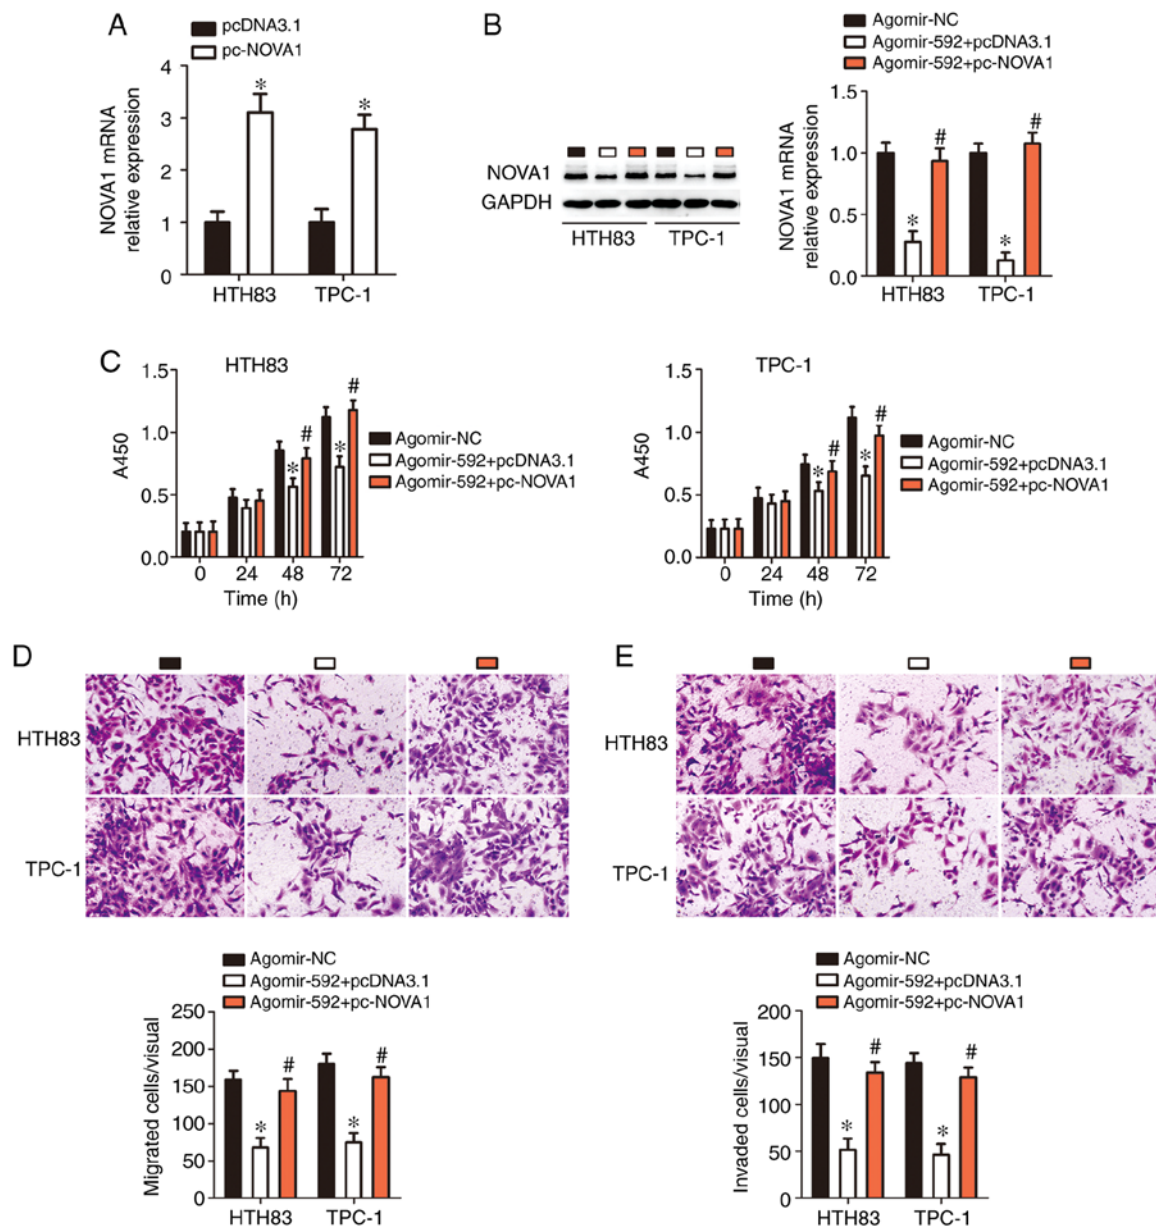 A
pcDNA3.1
pc-NOVA1
NOVA1 mRNA
relative expression
4
3
2
1
0
*
*
HTH83
TPC-1
B
NOVA1
GAPDH
HTH83
TPC-1
Agomir-NC
Agomir-592+pcDNA3.1
Agomir-592+pc-NOVA1
NOVA1 mRNA
relative expression
1.5
1.0
0.5
0.0
*
#
*
#
HTH83
TPC-1
C
HTH83
A450
1.5
1.0
0.5
0.0
*
#
*
#
0
24
48
72
Time (h)
Agomir-NC
Agomir-592+pcDNA3.1
Agomir-592+pc-NOVA1
TPC-1
A450
1.5
1.0
0.5
0.0
*
#
*
#
0
24
48
72
Time (h)
Agomir-NC
Agomir-592+pcDNA3.1
Agomir-592+pc-NOVA1
D
HTH83
TPC-1
Agomir-NC
Agomir-592+pcDNA3.1
Agomir-592+pc-NOVA1
Migrated cells/visual
250
200
150
100
50
0
*
#
*
#
HTH83
TPC-1
E
HTH83
TPC-1
Agomir-NC
Agomir-592+pcDNA3.1
Agomir-592+pc-NOVA1
Invaded cells/visual
200
150
100
50
0
*
#
*
#
HTH83
TPC-1